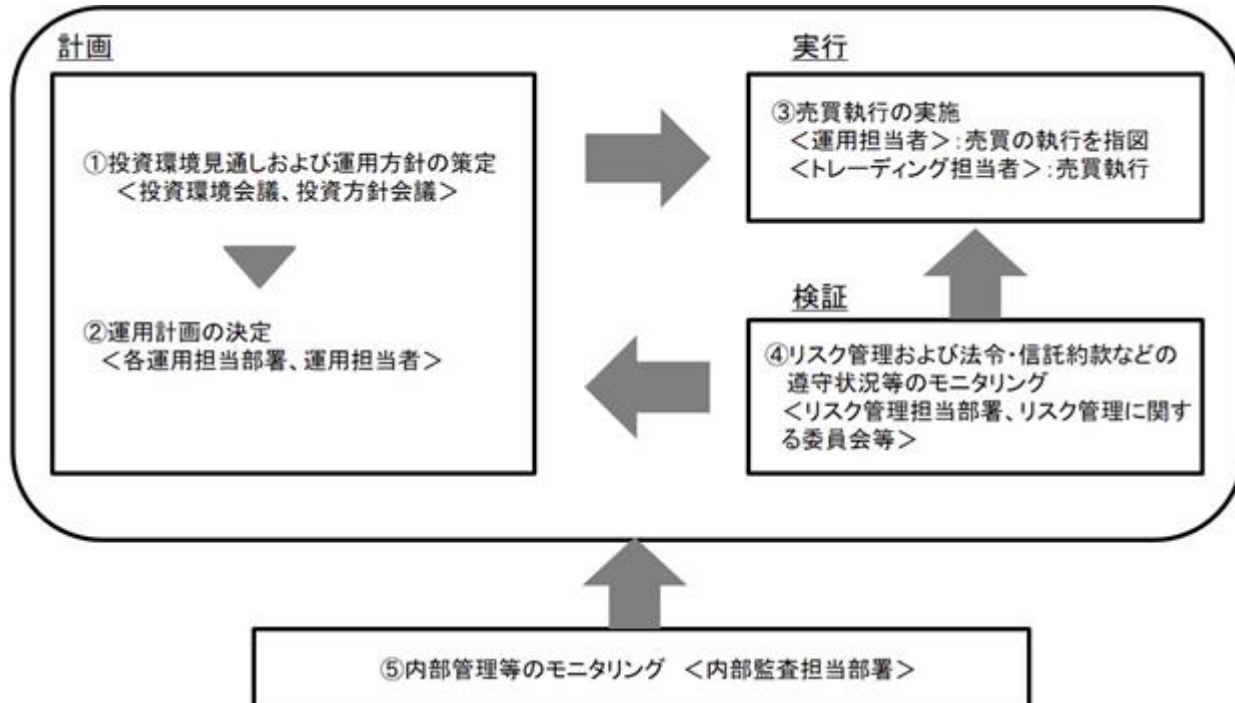 計画
①投資環境見通しおよび運用方針の策定
＜投資環境会議、投資方針会議＞
②運用計画の決定
＜各運用担当部署、運用担当者＞
実行
③売買執行の実施
＜運用担当者＞：売買の執行を指図
＜トレーディング担当者＞：売買執行
検証
④リスク管理および法令・信託約款などの
遵守状況等のモニタリング
＜リスク管理担当部署、リスク管理に関す
る委員会等＞
⑤内部管理等のモニタリング ＜内部監査担当部署＞